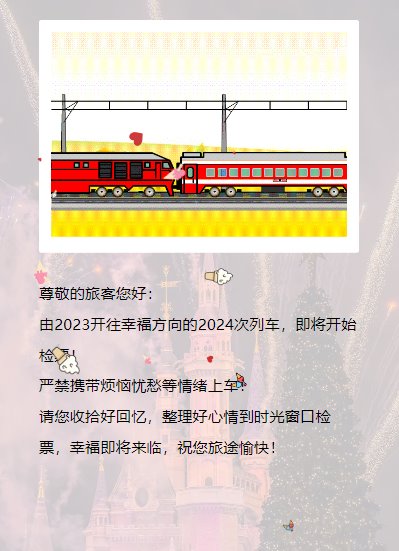 尊敬的旅客您好：
由2023开往幸福方向的2024次列车，即将开始
检!
严禁携带烦恼忧愁等情绪上车!
请您收拾好回忆，整理好心情到时光窗口检
票，幸福即将来临，祝您旅途愉快!